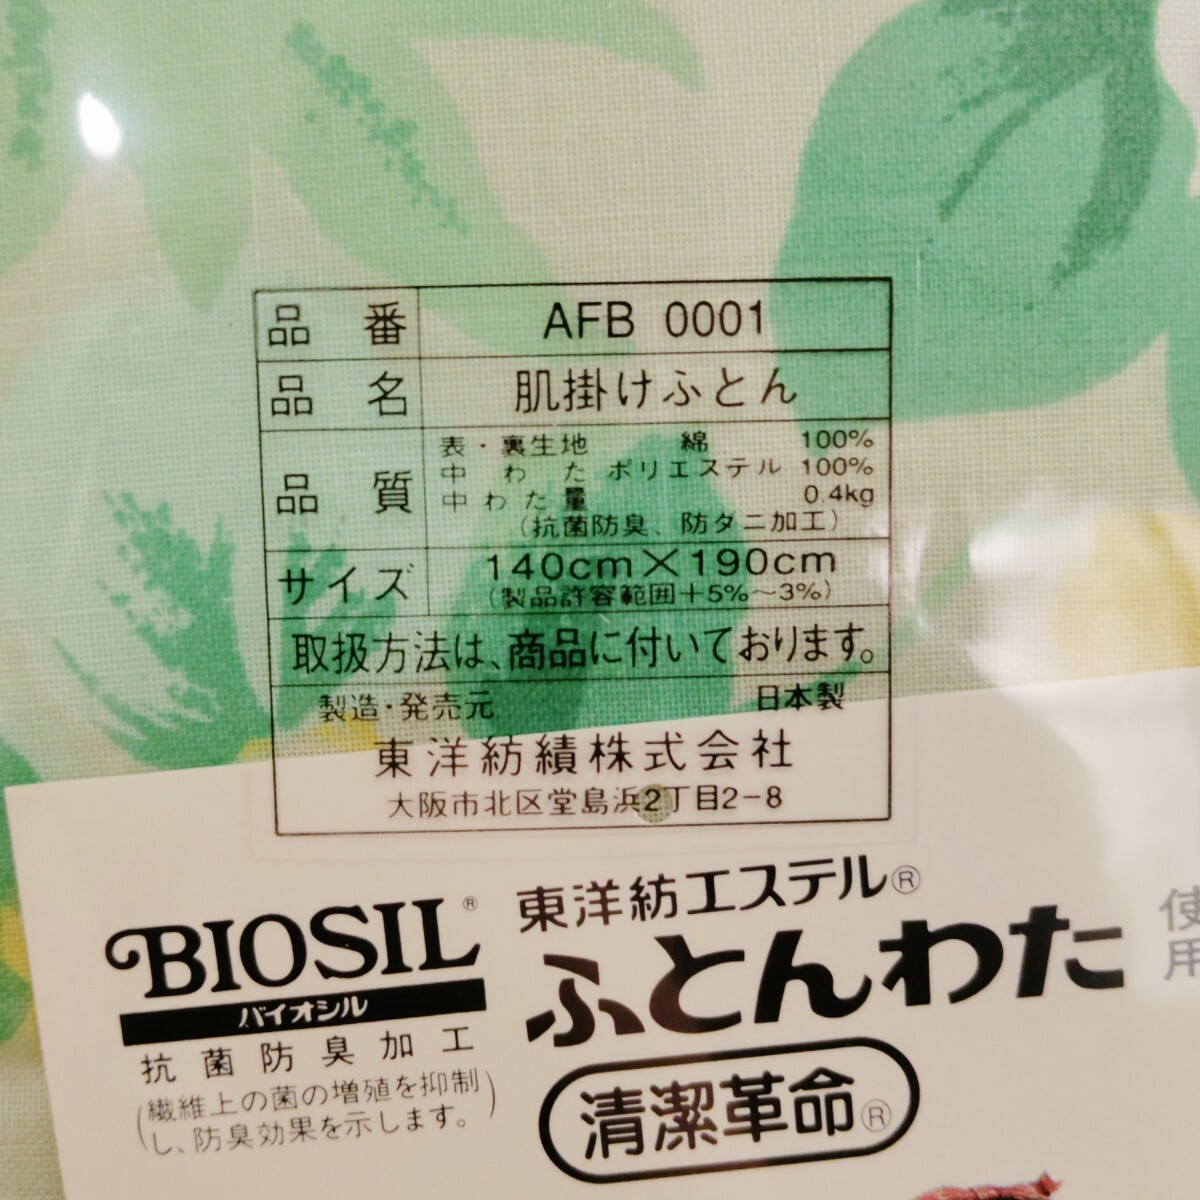 品 番 AFB 0001
品 名 肌掛けふとん
品 質 表・裏生地 綿 100%
中 わ た ポリエステル 100%
中わた量 0.4kg
(抗菌防臭、防ダニ加工)
サイズ 140cm×190cm
(製品許容範囲+5%~-3%)
取扱方法は、商品に付いております。
製造・発売元 日本製
東洋紡績株式会社
大阪市北区堂島浜2丁目2-8
BIOSIL®
バイオシル
抗菌防臭加工
(繊維上の菌の増殖を抑制
し、防臭効果を示します。)
東洋紡エステル®
ふとんわた
使用
清潔革命®